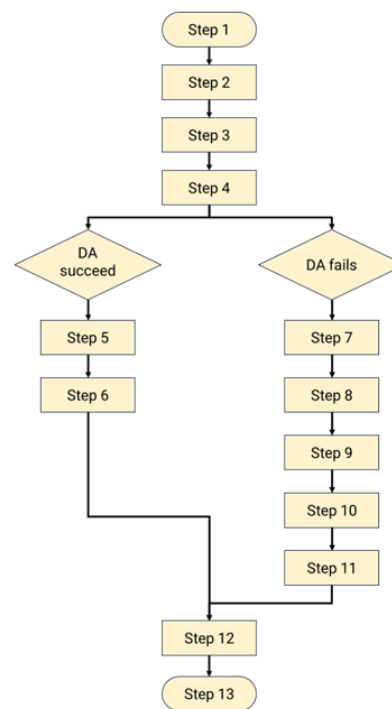 Step 1
Step 2
Step 3
Step 4
DA
succeed
DA fails
Step 5
Step 7
Step 6
Step 8
Step 9
Step 10
Step 11
Step 12
Step 13